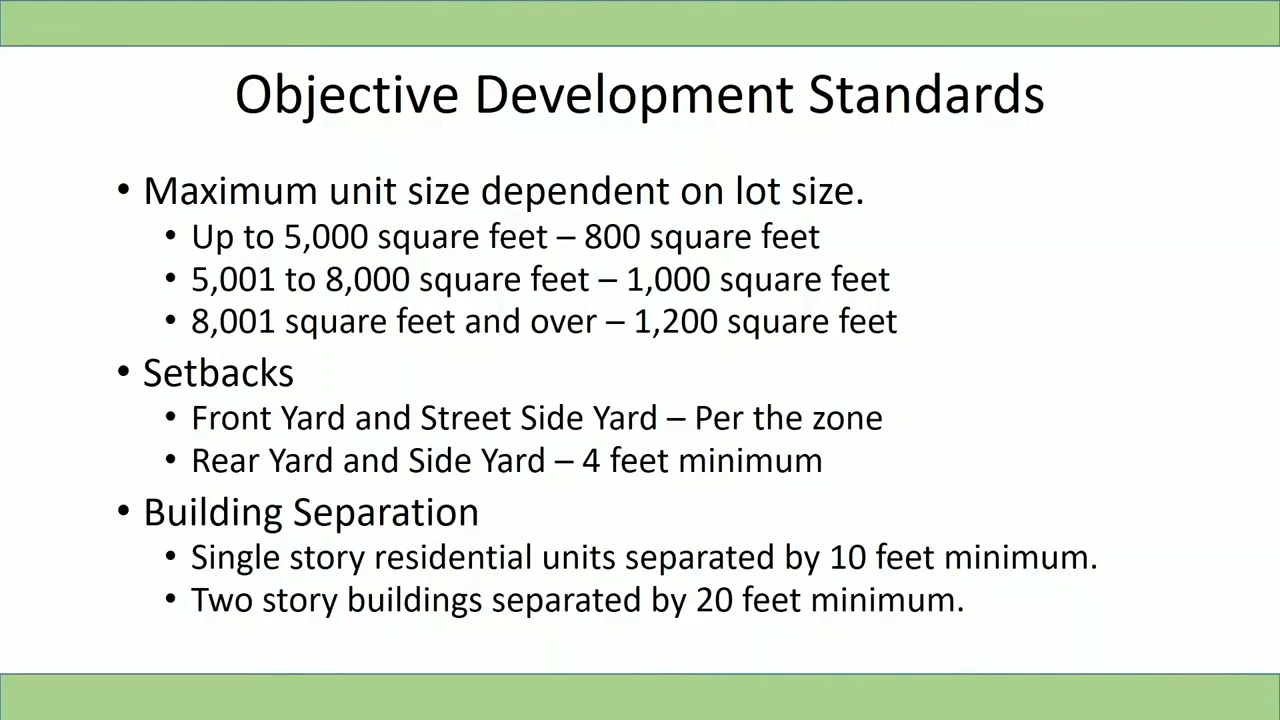 Objective Development Standards
• Maximum unit size dependent on lot size.
• Up to 5,000 square feet – 800 square feet
• 5,001 to 8,000 square feet – 1,000 square feet
• 8,001 square feet and over – 1,200 square feet
• Setbacks
• Front Yard and Street Side Yard – Per the zone
• Rear Yard and Side Yard – 4 feet minimum
• Building Separation
• Single story residential units separated by 10 feet minimum.
• Two story buildings separated by 20 feet minimum.